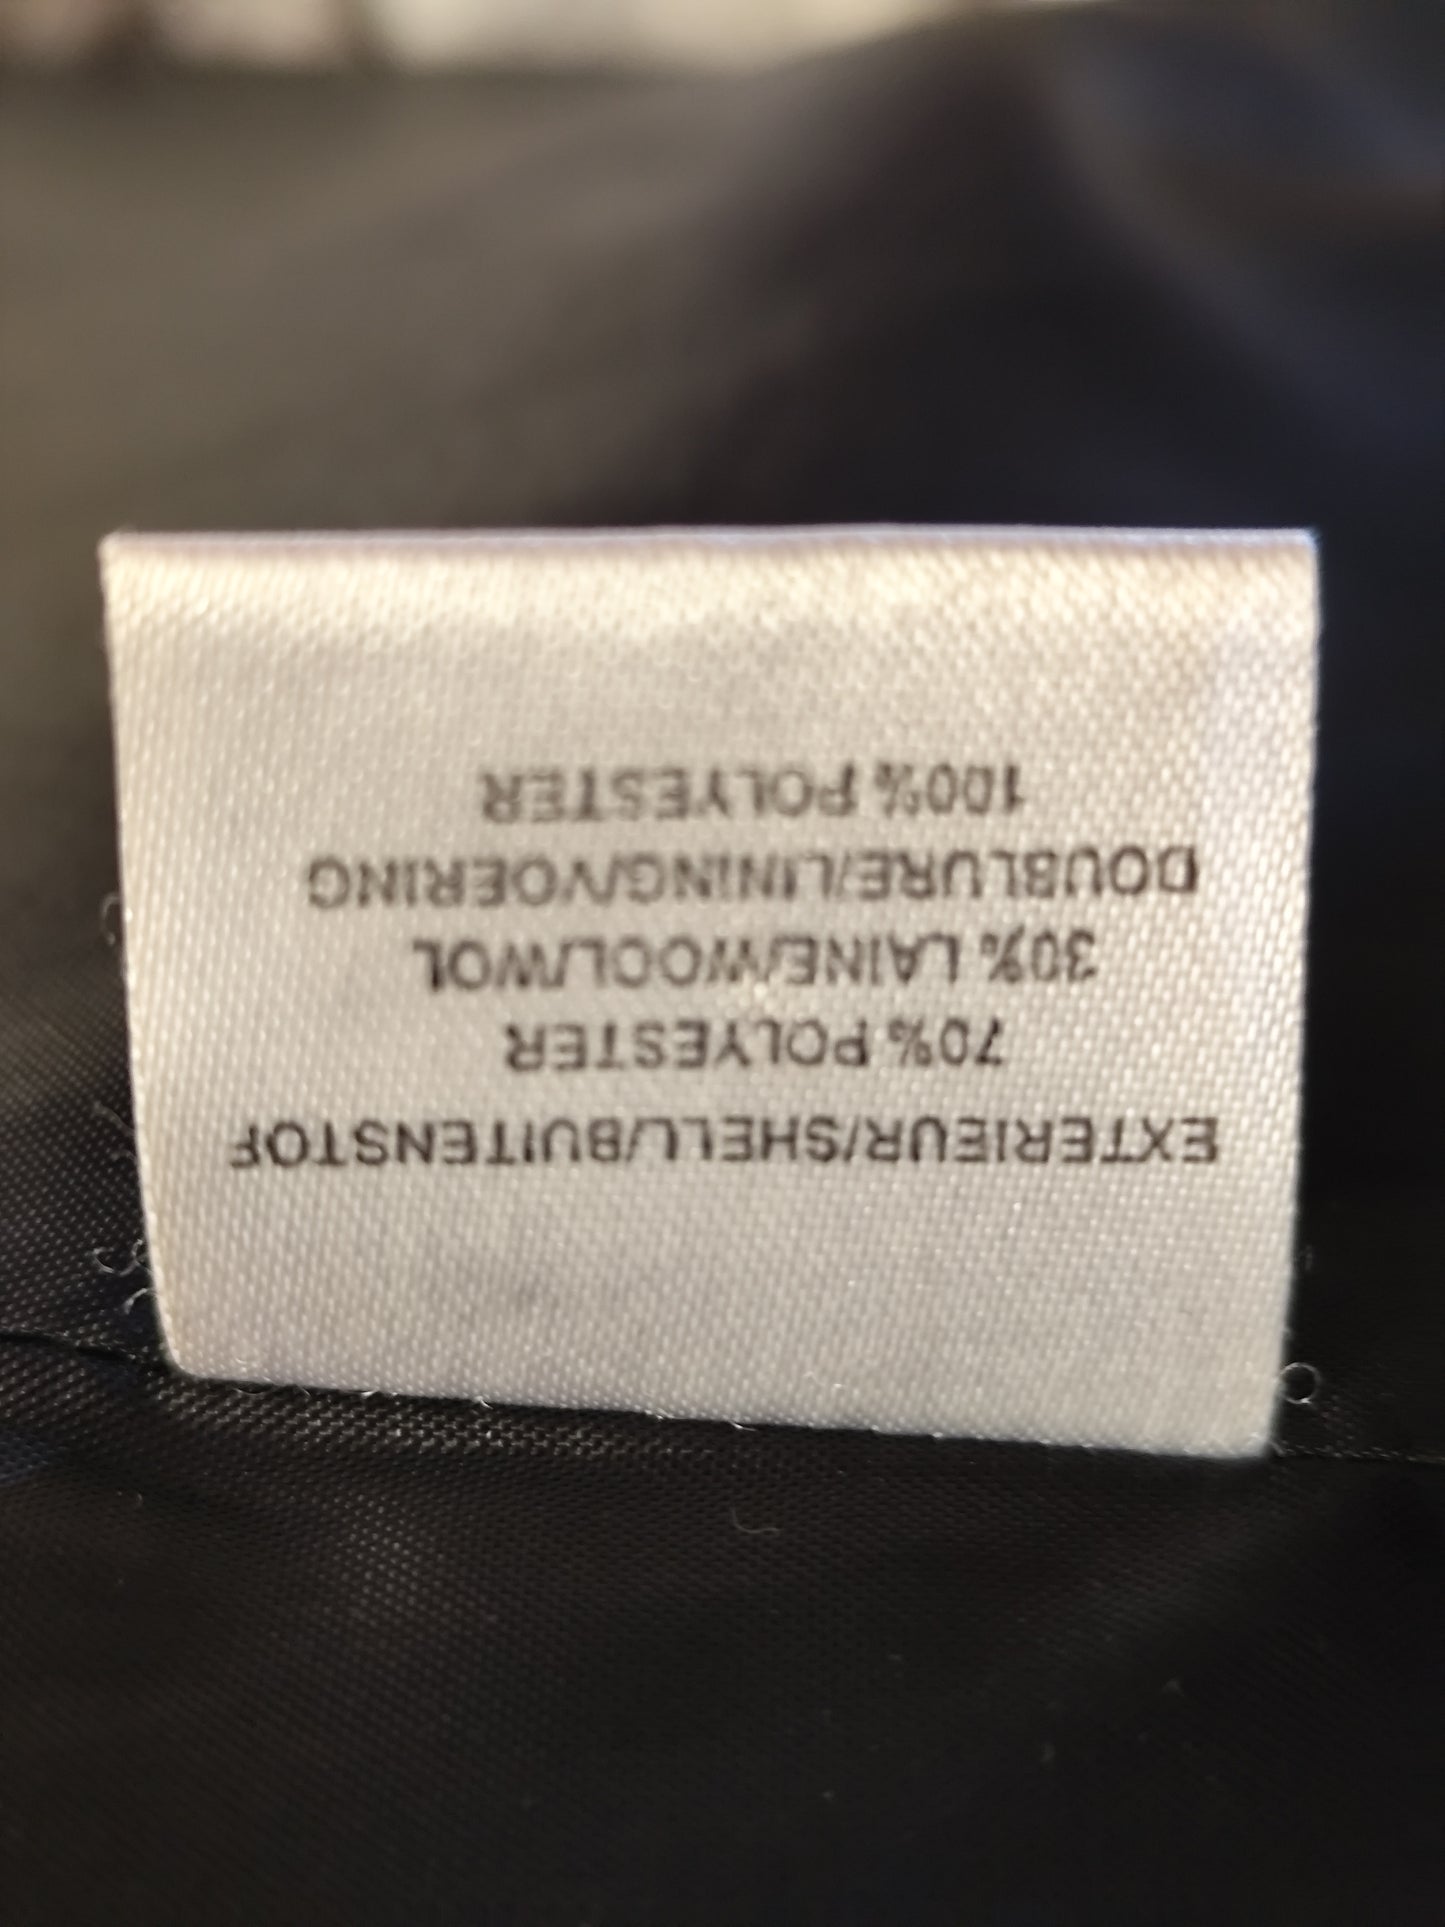 EXTERIEUR/SHELL/BUITENSTOF
70% POLYESTER
30% LAINE/WOOL/WOL
DOUBLURE/LINING/VOERING
100% POLYESTER